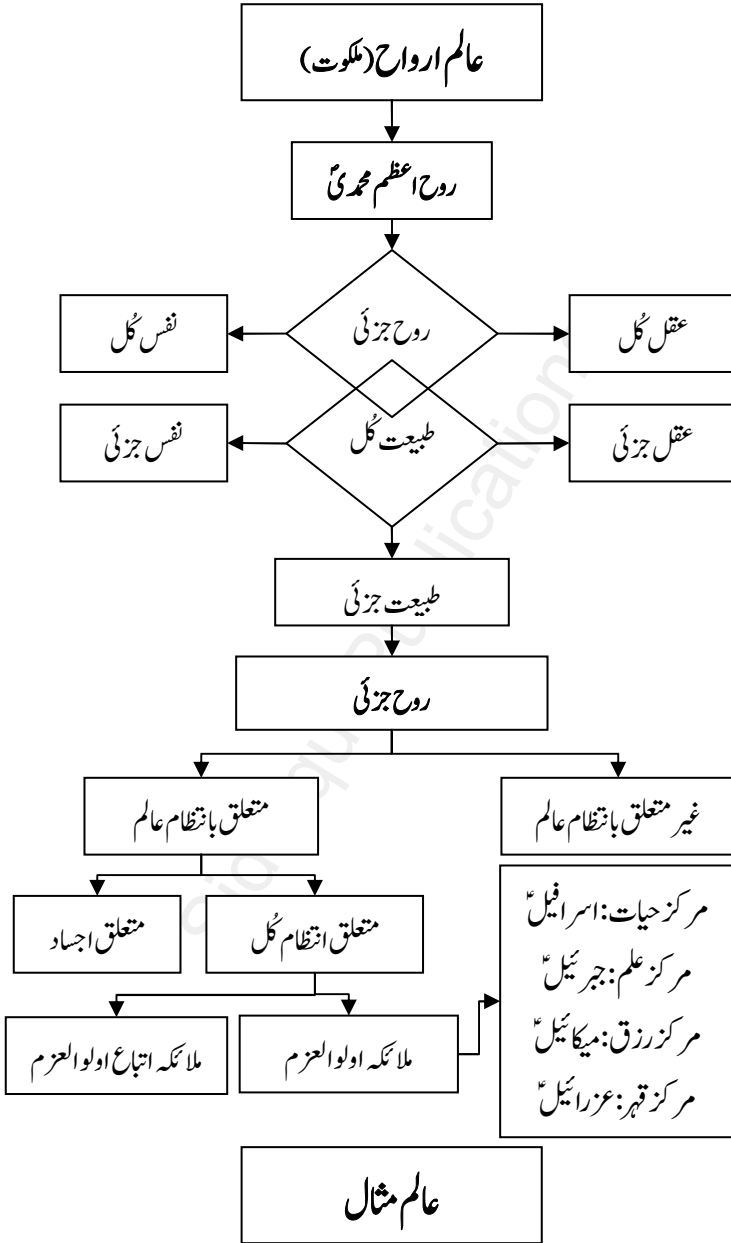 عالم ارواح (ملکوت)
روح اعظم محمدیؐ
روح جزئی
عقل کُل
نفس کُل
طبیعت کُل
عقل جزئی
نفس جزئی
طبیعت جزئی
روح جزئی
غیر متعلق بانتظام عالم
متعلق بانتظام عالم
متعلق انتظام کُل
متعلق اجساد
مرکز حیات: اسرافیلؑ
مرکز علم: جبرئیلؑ
مرکز رزق: میکائیلؑ
مرکز قہر: عزرائیلؑ
ملائکہ اولوالعزم
ملائکہ اتباع اولوالعزم
عالم مثال